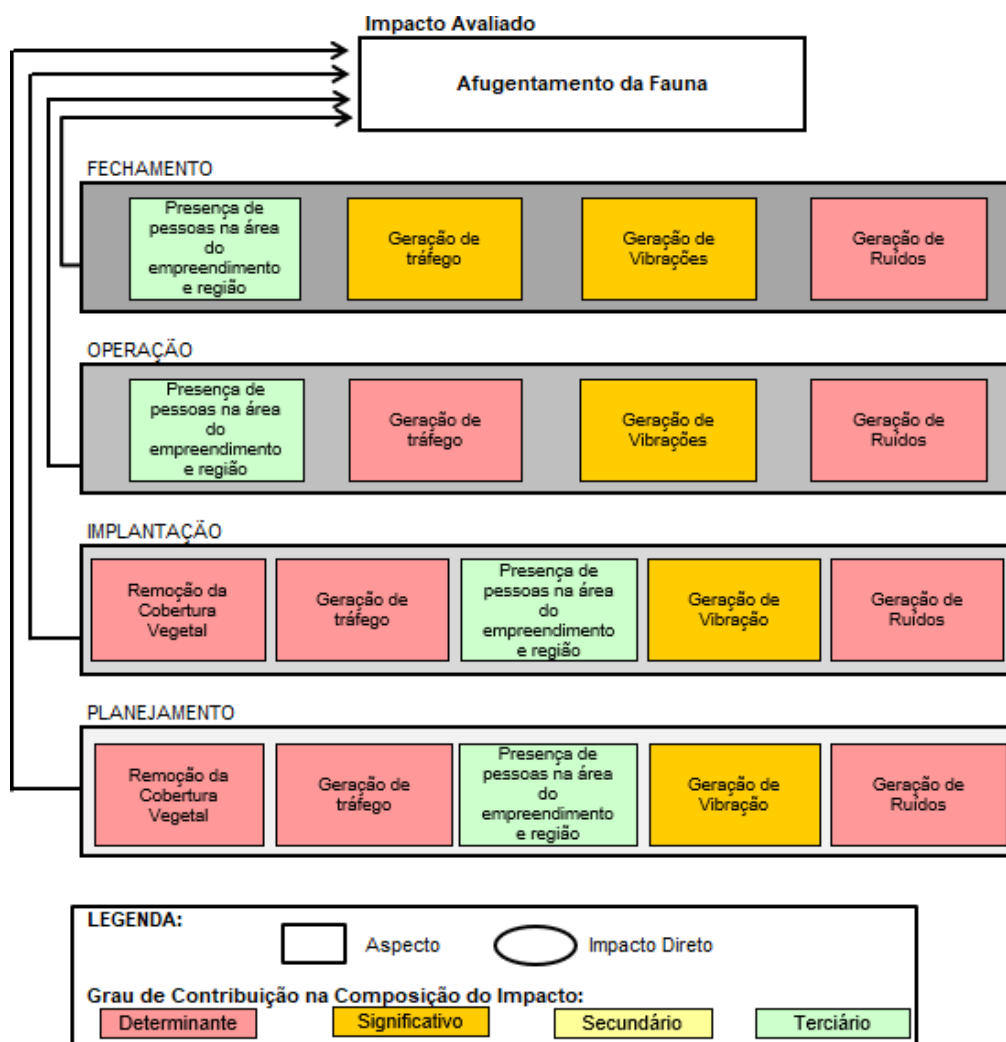 Impacto Avaliado
Afugentamento da Fauna
FECHAMENTO
Presença de
pessoas na área
do
empreendimento
e região
Geração de
tráfego
Geração de
Vibrações
Geração de
Ruídos
OPERAÇÃO
Presença de
pessoas na área
do
empreendimento
e região
Geração de
tráfego
Geração de
Vibrações
Geração de
Ruídos
IMPLANTAÇÃO
Remoção da
Cobertura
Vegetal
Geração de
tráfego
Presença de
pessoas na área
do
empreendimento
e região
Geração de
Vibração
Geração de
Ruídos
PLANEJAMENTO
Remoção da
Cobertura
Vegetal
Geração de
tráfego
Presença de
pessoas na área
do
empreendimento
e região
Geração de
Vibração
Geração de
Ruídos
LEGENDA:
Aspecto
Impacto Direto
Grau de Contribuição na Composição do Impacto:
Determinante
Significativo
Secundário
Terciário